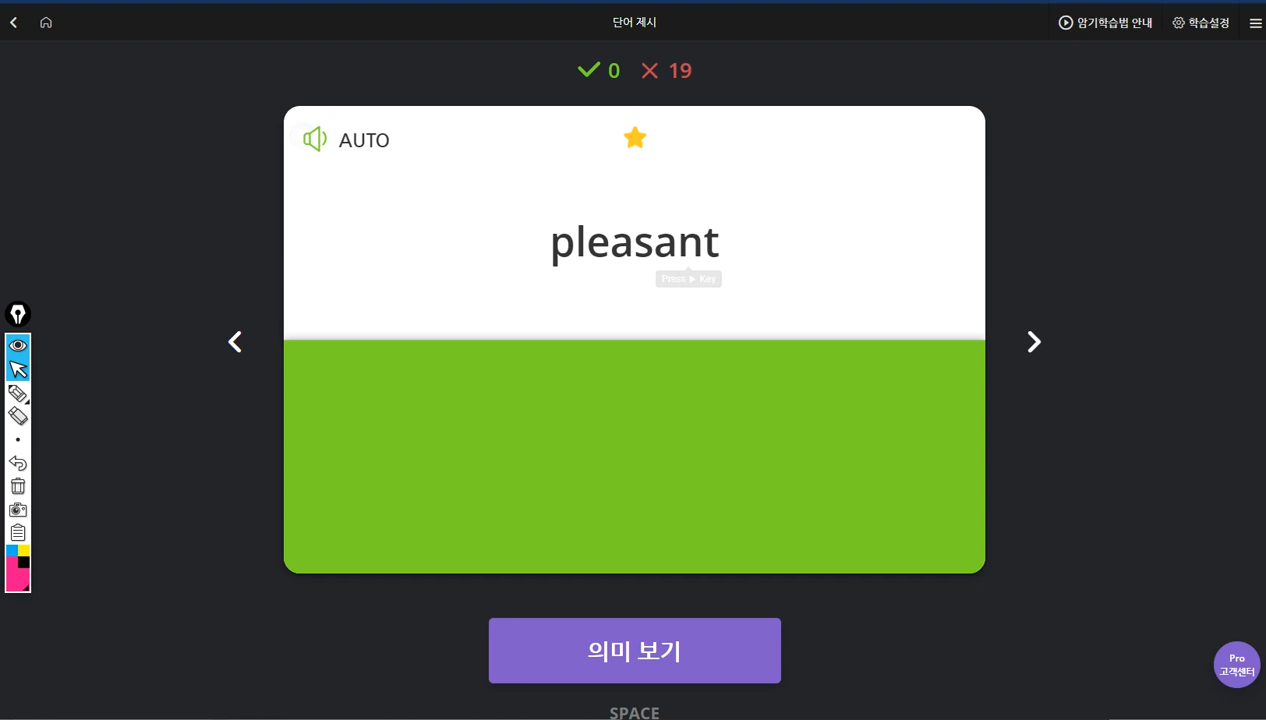 단어 제시
암기학습법 안내
학습설정
0
19
AUTO
pleasant
Press ▶ Key
의미 보기
Pro
고객센터
SPACE